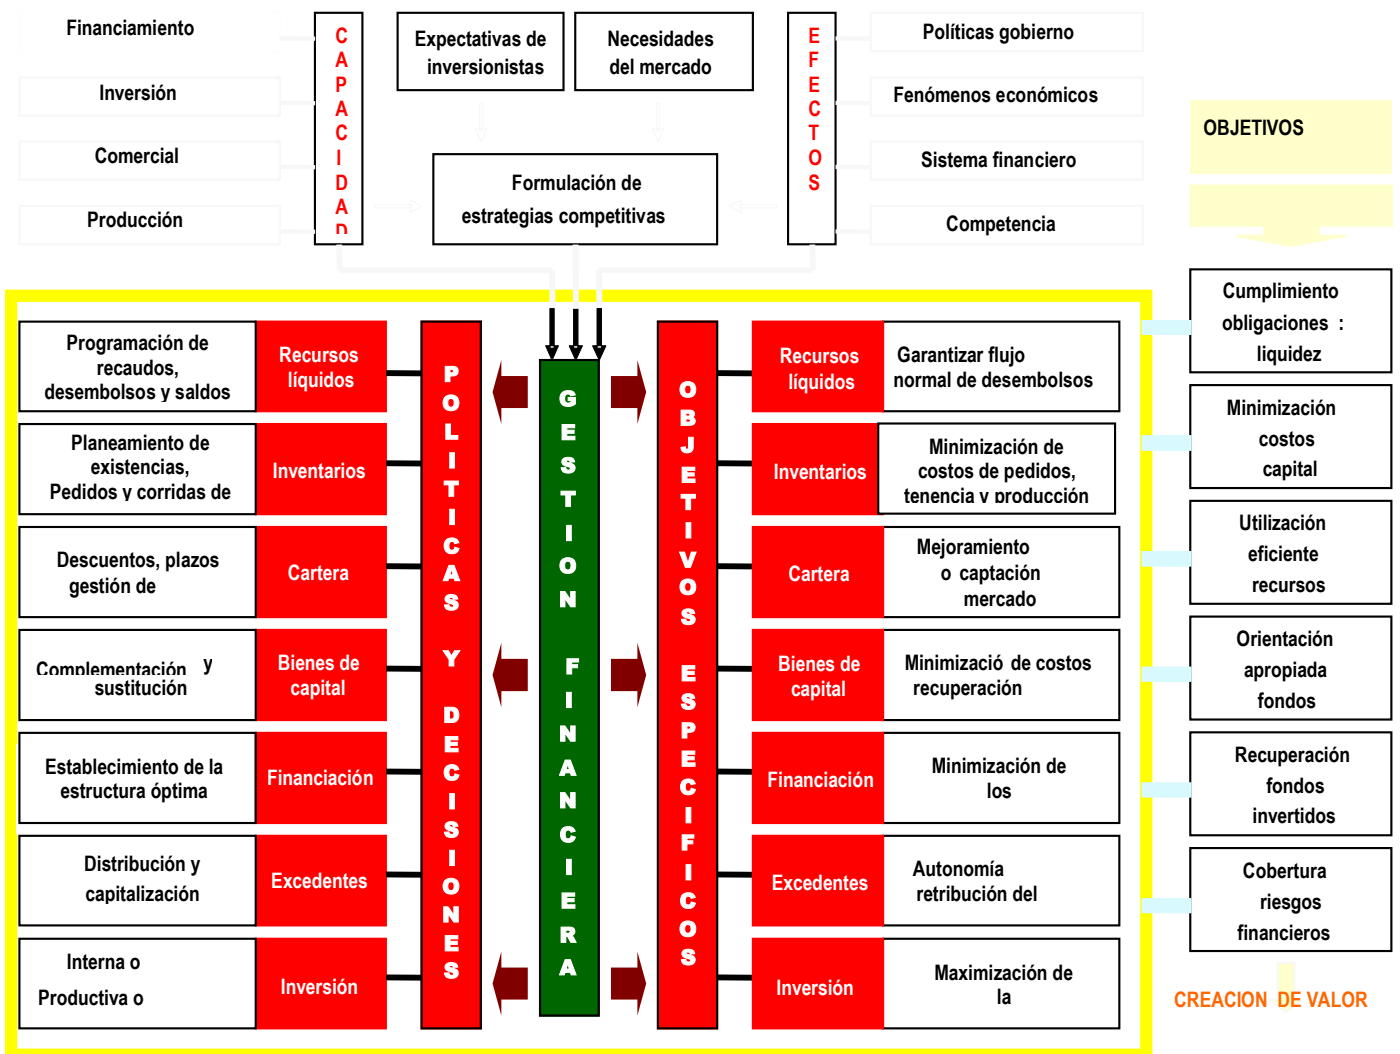 Financiamiento
Inversión
Comercial
Producción
CAPACIDAD
Expectativas de
inversionistas
Necesidades
del mercado
Formulación de
estrategias competitivas
EFECTOS
Políticas gobierno
Fenómenos económicos
Sistema financiero
Competencia
OBJETIVOS
Programación de
recaudos,
desembolsos y saldos
Recursos
líquidos
Planeamiento de
existencias,
Pedidos y corridas de
Inventarios
Descuentos, plazos
gestión de
Cartera
Complementación y
sustitución
Bienes de
capital
Establecimiento de la
estructura óptima
Financiación
Distribución y
capitalización
Excedentes
Interna o
Productiva o
Inversión
POLITICAS Y DECISIONES
GESTION FINANCIERA
OBJETIVOS ESPECIFICOS
Recursos
líquidos
Garantizar flujo
normal de desembolsos
Inventarios
Minimización de
costos de pedidos,
tenencia y producción
Cartera
Mejoramiento
o captación
mercado
Bienes de
capital
Minimizació de costos
recuperación
Financiación
Minimización de
los
Excedentes
Autonomía
retribución del
Inversión
Maximización de
la
Cumplimiento
obligaciones :
liquidez
Minimización
costos
capital
Utilización
eficiente
recursos
Orientación
apropiada
fondos
Recuperación
fondos
invertidos
Cobertura
riesgos
financieros
CREACION DE VALOR